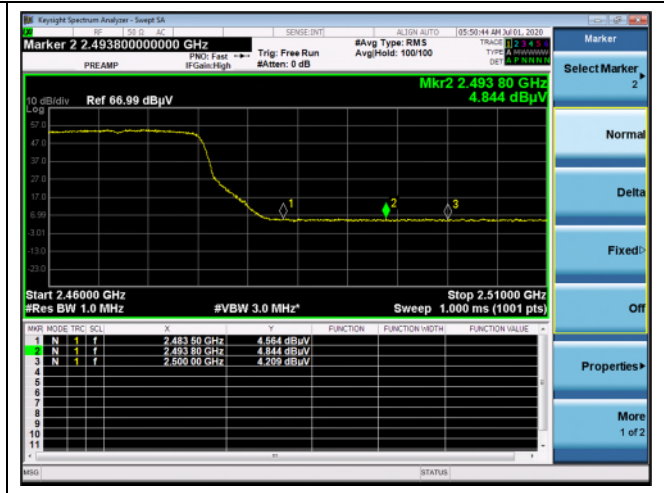 Keysight Spectrum Analyzer - Swept SA
RF 50 Ω AC SENSE:INT ALIGN AUTO 05:50:44 AM Jul 01, 2020
Marker 2 2.493800000000 GHz
PREAMP
PNO: Fast
IFGain:High
Trig: Free Run
#Atten: 0 dB
#Avg Type: RMS
Avg|Hold: 100/100
TRACE 1 2 3 4 5 6
TYPE A MWWWWW
DET A P N N N N
Mkr2 2.493 80 GHz
4.844 dBµV
10 dB/div Ref 66.99 dBµV
Log
57.0
47.0
37.0
27.0
17.0
6.99
-3.01
-13.0
-23.0
1
2
3
Start 2.46000 GHz Stop 2.51000 GHz
#Res BW 1.0 MHz #VBW 3.0 MHz* Sweep 1.000 ms (1001 pts)
MKR MODE TRC SCL X Y FUNCTION FUNCTION WIDTH FUNCTION VALUE
1 N 1 f 2.483 50 GHz 4.564 dBµV
2 N 1 f 2.493 80 GHz 4.844 dBµV
3 N 1 f 2.500 00 GHz 4.209 dBµV
4
5
6
7
8
9
10
11
MSG STATUS
Marker
Select Marker
2
Normal
Delta
Fixed
Off
Properties
More
1 of 2